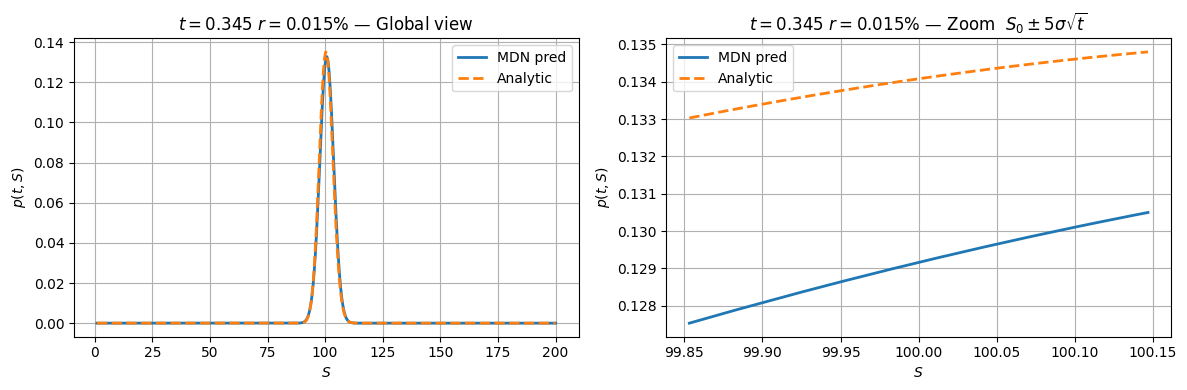 t = 0.345 r = 0.015% — Global view
p(t, S)
0.14
0.12
0.10
0.08
0.06
0.04
0.02
0.00
MDN pred
Analytic
0 25 50 75 100 125 150 175 200
S
t = 0.345 r = 0.015% — Zoom S₀ ± 5σ√t
p(t, S)
0.135
0.134
0.133
0.132
0.131
0.130
0.129
0.128
MDN pred
Analytic
99.85 99.90 99.95 100.00 100.05 100.10 100.15
S